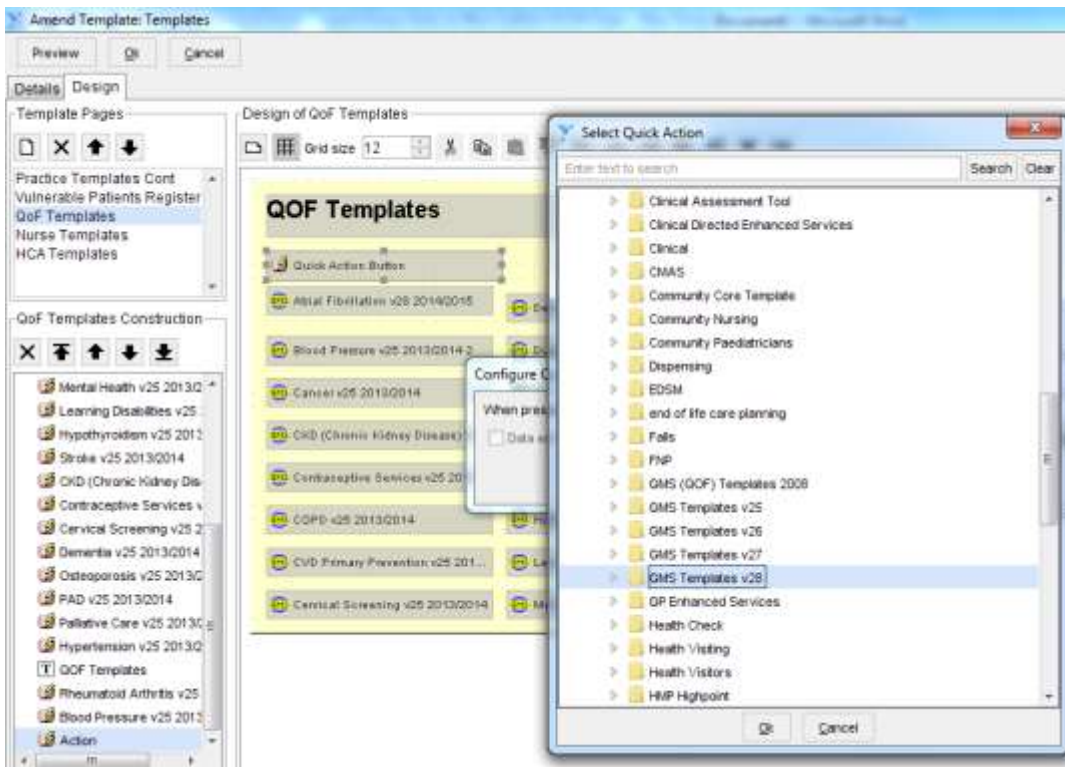 Amend Template: Templates
Preview Ok Cancel
Details Design
Template Pages
Practice Templates Cont
Vulnerable Patients Register
QoF Templates
Nurse Templates
HCA Templates
QoF Templates Construction
Mental Health v25 2013/2
Learning Disabilities v25
Hypothyroidism v25 2013
Stroke v25 2013/2014
CKD (Chronic Kidney Dis
Contraceptive Services v
Cervical Screening v25 2
Dementia v25 2013/2014
Osteoporosis v25 2013/2
PAD v25 2013/2014
Palliative Care v25 2013/2
Hypertension v25 2013/2
T QOF Templates
Rheumatoid Arthritis v25
Blood Pressure v25 2013
Action
Design of QoF Templates
Grid size 12
QOF Templates
Quick Action Button
Atrial Fibrillation v28 2014/2015
Blood Pressure v25 2013/2014 2
Cancer v25 2013/2014
CKD (Chronic Kidney Disease)
Contraceptive Services v25 20
COPD v25 2013/2014
CVD Primary Prevention v25 201...
Cervical Screening v25 2013/2014
Configure
When pres
Data
Select Quick Action
Enter text to search Search Clear
Clinical Assessment Tool
Clinical Directed Enhanced Services
Clinical
CMAS
Community Core Template
Community Nursing
Community Paediatricians
Dispensing
EDSM
end of life care planning
Falls
FNP
GMS (QOF) Templates 2008
GMS Templates v25
GMS Templates v26
GMS Templates v27
GMS Templates v28
GP Enhanced Services
Health Check
Health Visiting
Health Visitors
HMP Highpoint
Ok Cancel